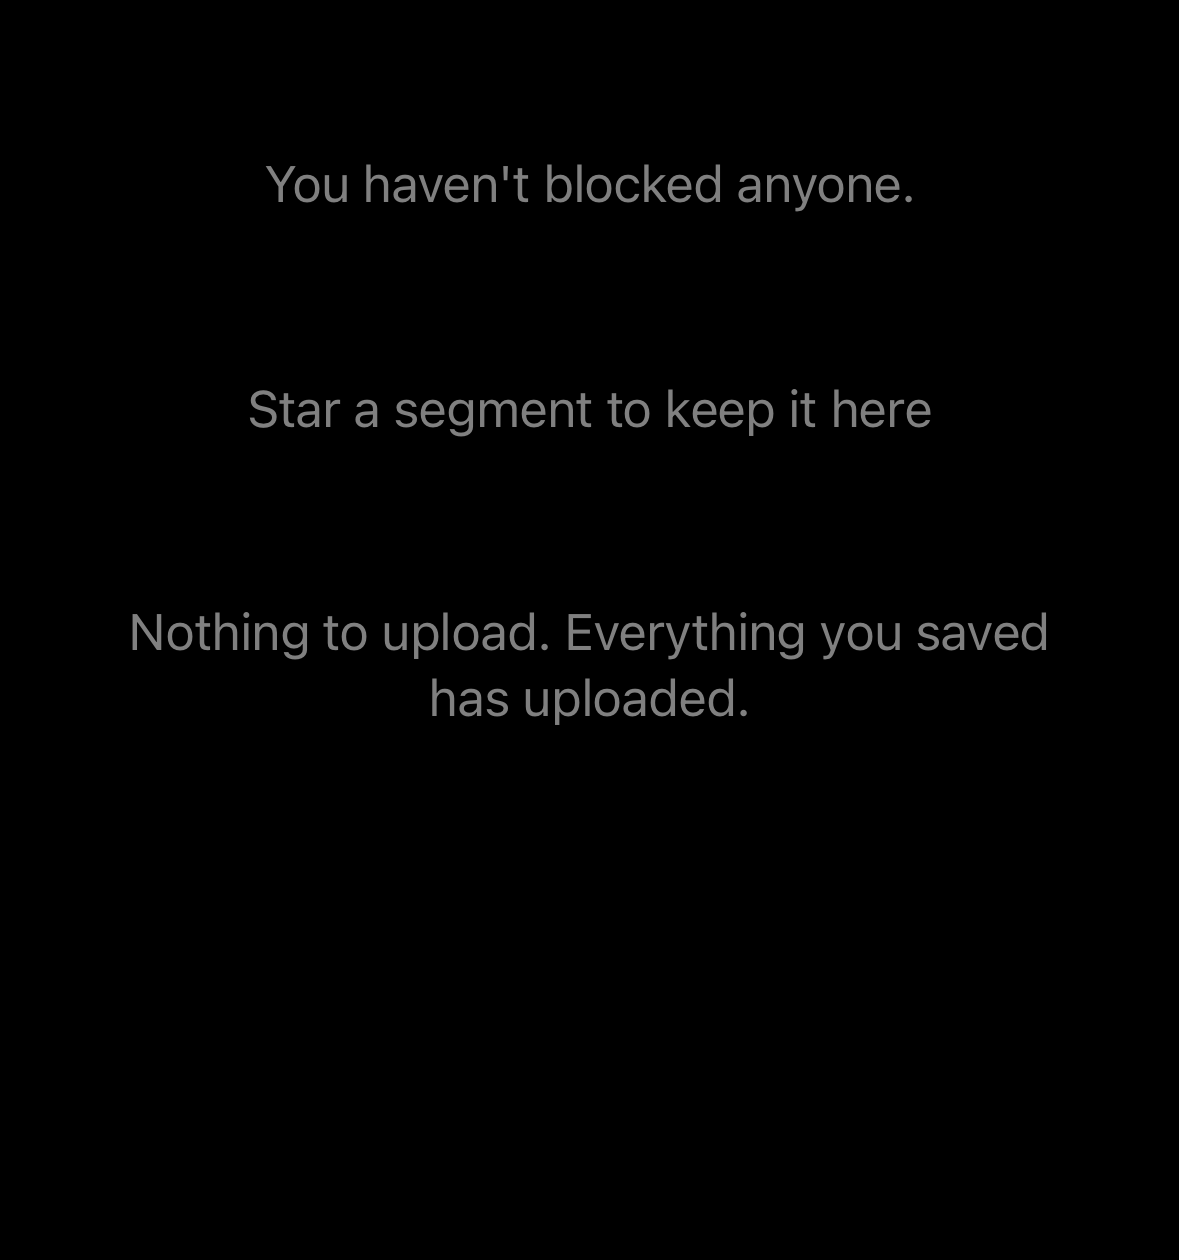 You haven't blocked anyone.
Star a segment to keep it here
Nothing to upload. Everything you saved
has uploaded.